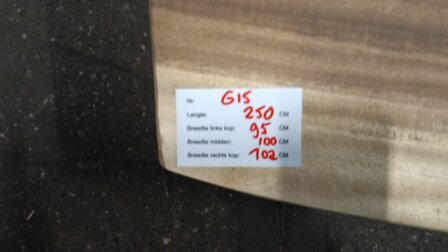 Nr: G15
Lengte: 250 CM
Breedte links kop: 95 CM
Breedte midden: 100 CM
Breedte rechts kop: 102 CM